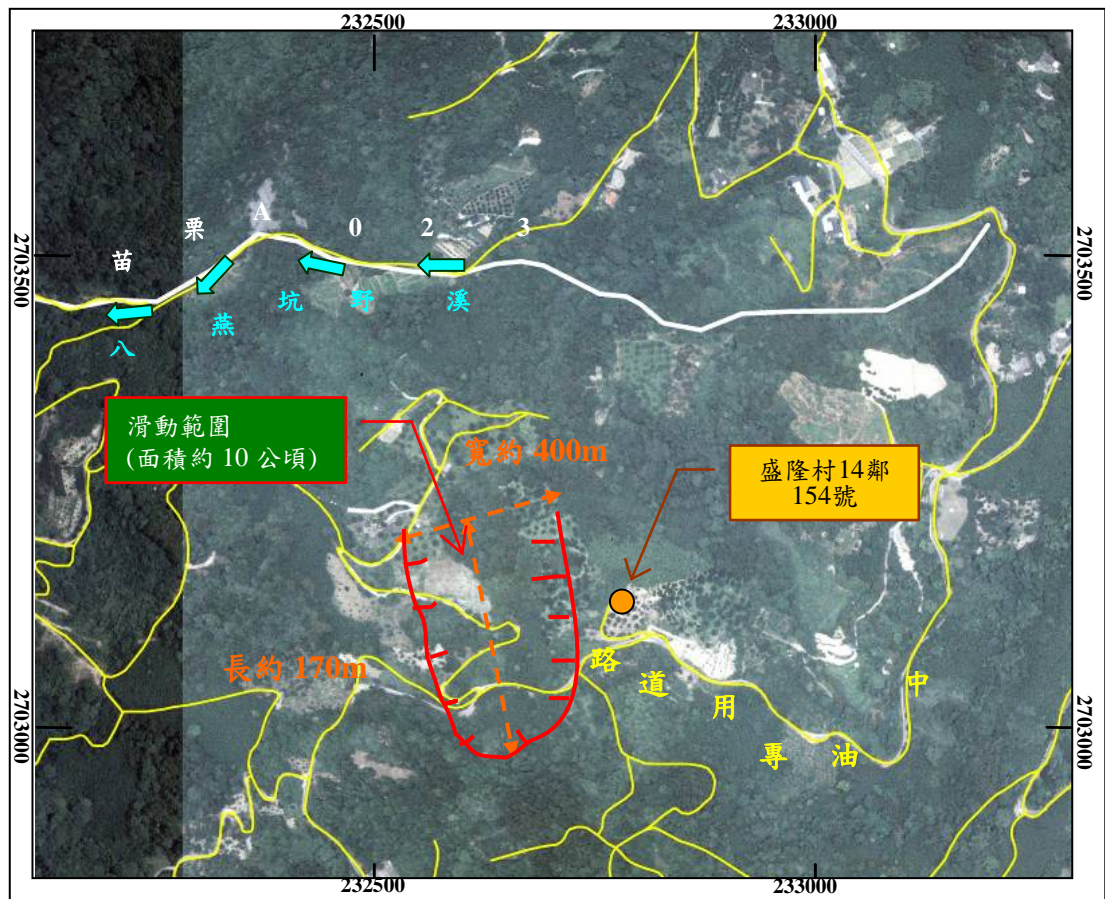 232500
233000
2703500
2703500
苗 栗 A 0 2 3
八 燕 坑 野 溪
滑動範圍
(面積約 10 公頃)
寬約 400m
盛隆村14鄰
154號
長約 170m
中 油 專 用 道 路
2703000
2703000
232500
233000